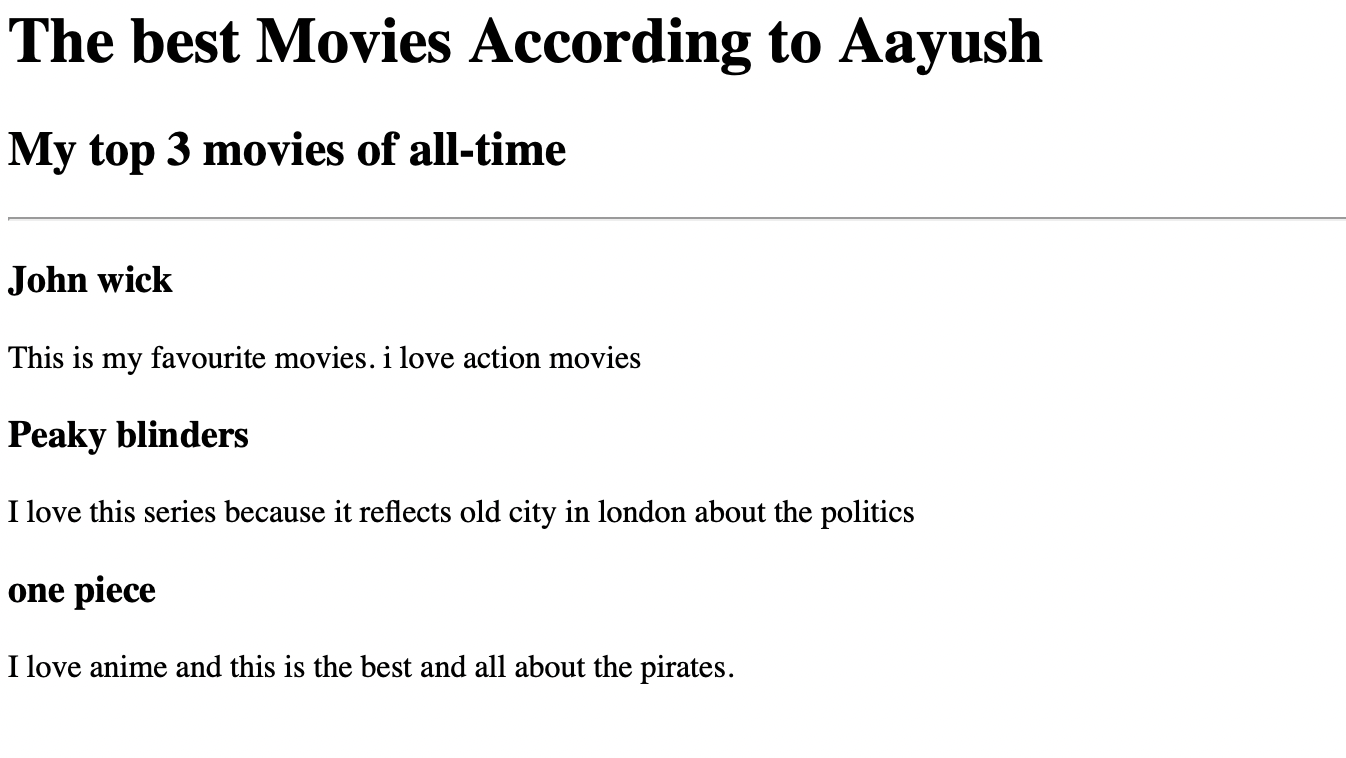 The best Movies According to Aayush
My top 3 movies of all-time
John wick
This is my favourite movies. i love action movies
Peaky blinders
I love this series because it reflects old city in london about the politics
one piece
I love anime and this is the best and all about the pirates.